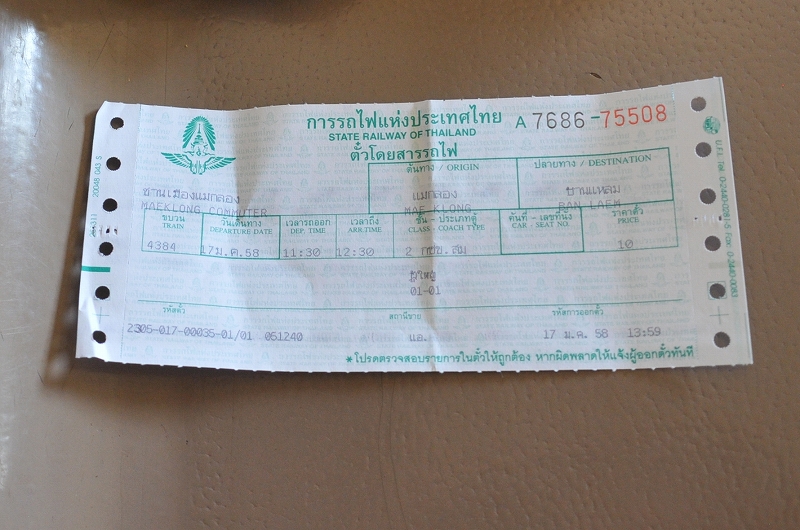 การรถไฟแห่งประเทศไทย A 7686-75508
STATE RAILWAY OF THAILAND
ตั๋วโดยสารรถไฟ
ต้นทาง / ORIGIN ปลายทาง / DESTINATION
ชานเมืองแม่กลอง แม่กลอง บ้านแหลม
MAEKLONG COMMUTER MAE KLONG BAN LAEM
ขบวน วันเดินทาง เวลารถออก เวลาถึง ชั้น - ประเภทตู้ คันที่ - เลขที่นั่ง ราคาตั๋ว
TRAIN DEPARTURE DATE DEP. TIME ARR.TIME CLASS - COACH TYPE CAR - SEAT NO. PRICE
4384 17ม.ค.58 11:30 12:30 2 กซข.สม 10
ผู้ใหญ่
01-01
รหัสตั๋ว สถานีขาย รหัสการออกตั๋ว
2305-017-00035-01/01 051240 แอ. 17 ม.ค. 58 13:59
*โปรดตรวจสอบรายการในตั๋วให้ถูกต้อง หากผิดพลาดให้แจ้งผู้ออกตั๋วทันที